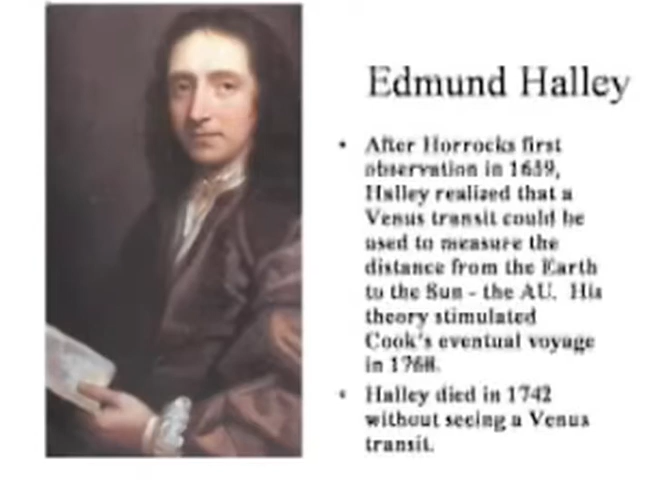 Edmund Halley
• After Horrocks first
observation in 1639,
Halley realized that a
Venus transit could be
used to measure the
distance from the Earth
to the Sun - the AU. His
theory stimulated
Cook's eventual voyage
in 1768.
• Halley died in 1742
without seeing a Venus
transit.